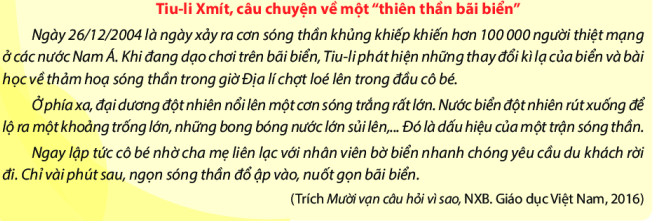 Tiu-li Xmít, câu chuyện về một “thiên thần bãi biển”
Ngày 26/12/2004 là ngày xảy ra cơn sóng thần khủng khiếp khiến hơn 100 000 người thiệt mạng
ở các nước Nam Á. Khi đang dạo chơi trên bãi biển, Tiu-li phát hiện những thay đổi kì lạ của biển và bài
học về thảm hoạ sóng thần trong giờ Địa lí chợt loé lên trong đầu cô bé.
Ở phía xa, đại dương đột nhiên nổi lên một cơn sóng trắng rất lớn. Nước biển đột nhiên rút xuống để
lộ ra một khoảng trống lớn, những bong bóng nước lớn sủi lên,... Đó là dấu hiệu của một trận sóng thần.
Ngay lập tức cô bé nhờ cha mẹ liên lạc với nhân viên bờ biển nhanh chóng yêu cầu du khách rời
đi. Chỉ vài phút sau, ngọn sóng thần đổ ập vào, nuốt gọn bãi biển.
(Trích Mười vạn câu hỏi vì sao, NXB. Giáo dục Việt Nam, 2016)